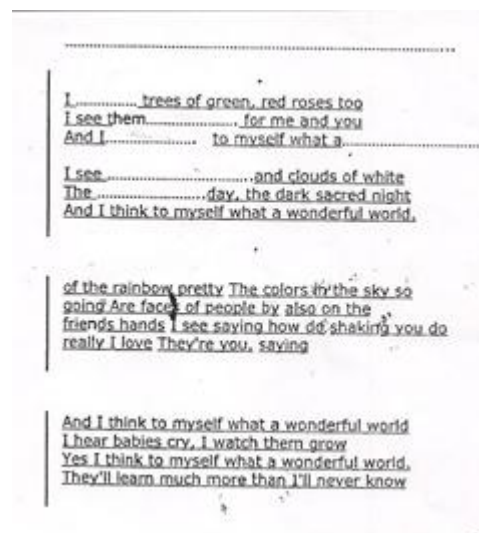 I.............. trees of green, red roses too
I see them...................... for me and you
And I...................... to myself what a..................................
I see ...................................and clouds of white
The ..........................day, the dark sacred night
And I think to myself what a wonderful world.
of the rainbow pretty The colors in the sky so
going Are faces of people by also on the
friends hands I see saying how do shaking you do
really I love They're you, saying
And I think to myself what a wonderful world
I hear babies cry, I watch them grow
Yes I think to myself what a wonderful world.
They'll learn much more than I'll never know